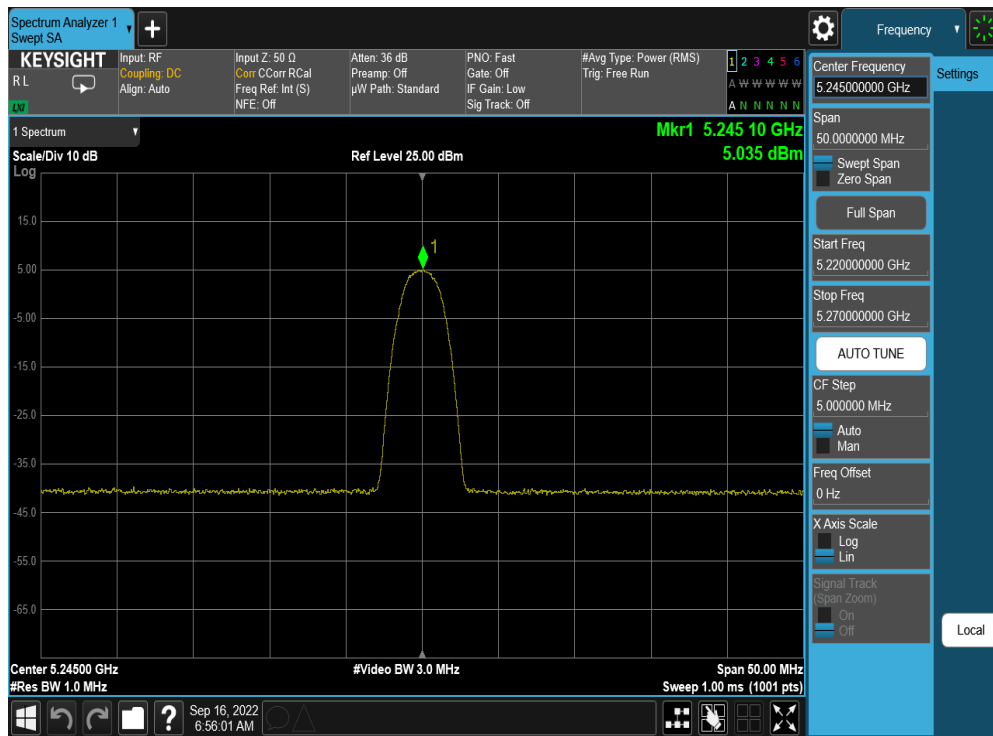 Spectrum Analyzer 1
Swept SA
Frequency
KEYSIGHT
R L
LNI
Input: RF
Coupling: DC
Align: Auto
Input Z: 50 Ω
Corr CCorr RCal
Freq Ref: Int (S)
NFE: Off
Atten: 36 dB
Preamp: Off
µW Path: Standard
PNO: Fast
Gate: Off
IF Gain: Low
Sig Track: Off
#Avg Type: Power (RMS)
Trig: Free Run
1 2 3 4 5 6
A W W W W W
A N N N N N
1 Spectrum
Scale/Div 10 dB
Log
Ref Level 25.00 dBm
Mkr1 5.245 10 GHz
5.035 dBm
15.0
5.00
-5.00
-15.0
-25.0
-35.0
-45.0
-55.0
-65.0
1
Center 5.24500 GHz
#Res BW 1.0 MHz
#Video BW 3.0 MHz
Span 50.00 MHz
Sweep 1.00 ms (1001 pts)
Center Frequency
5.245000000 GHz
Span
50.0000000 MHz
Swept Span
Zero Span
Full Span
Start Freq
5.220000000 GHz
Stop Freq
5.270000000 GHz
AUTO TUNE
CF Step
5.000000 MHz
Auto
Man
Freq Offset
0 Hz
X Axis Scale
Log
Lin
Signal Track
(Span Zoom)
On
Off
Settings
Local
?
Sep 16, 2022
6:56:01 AM